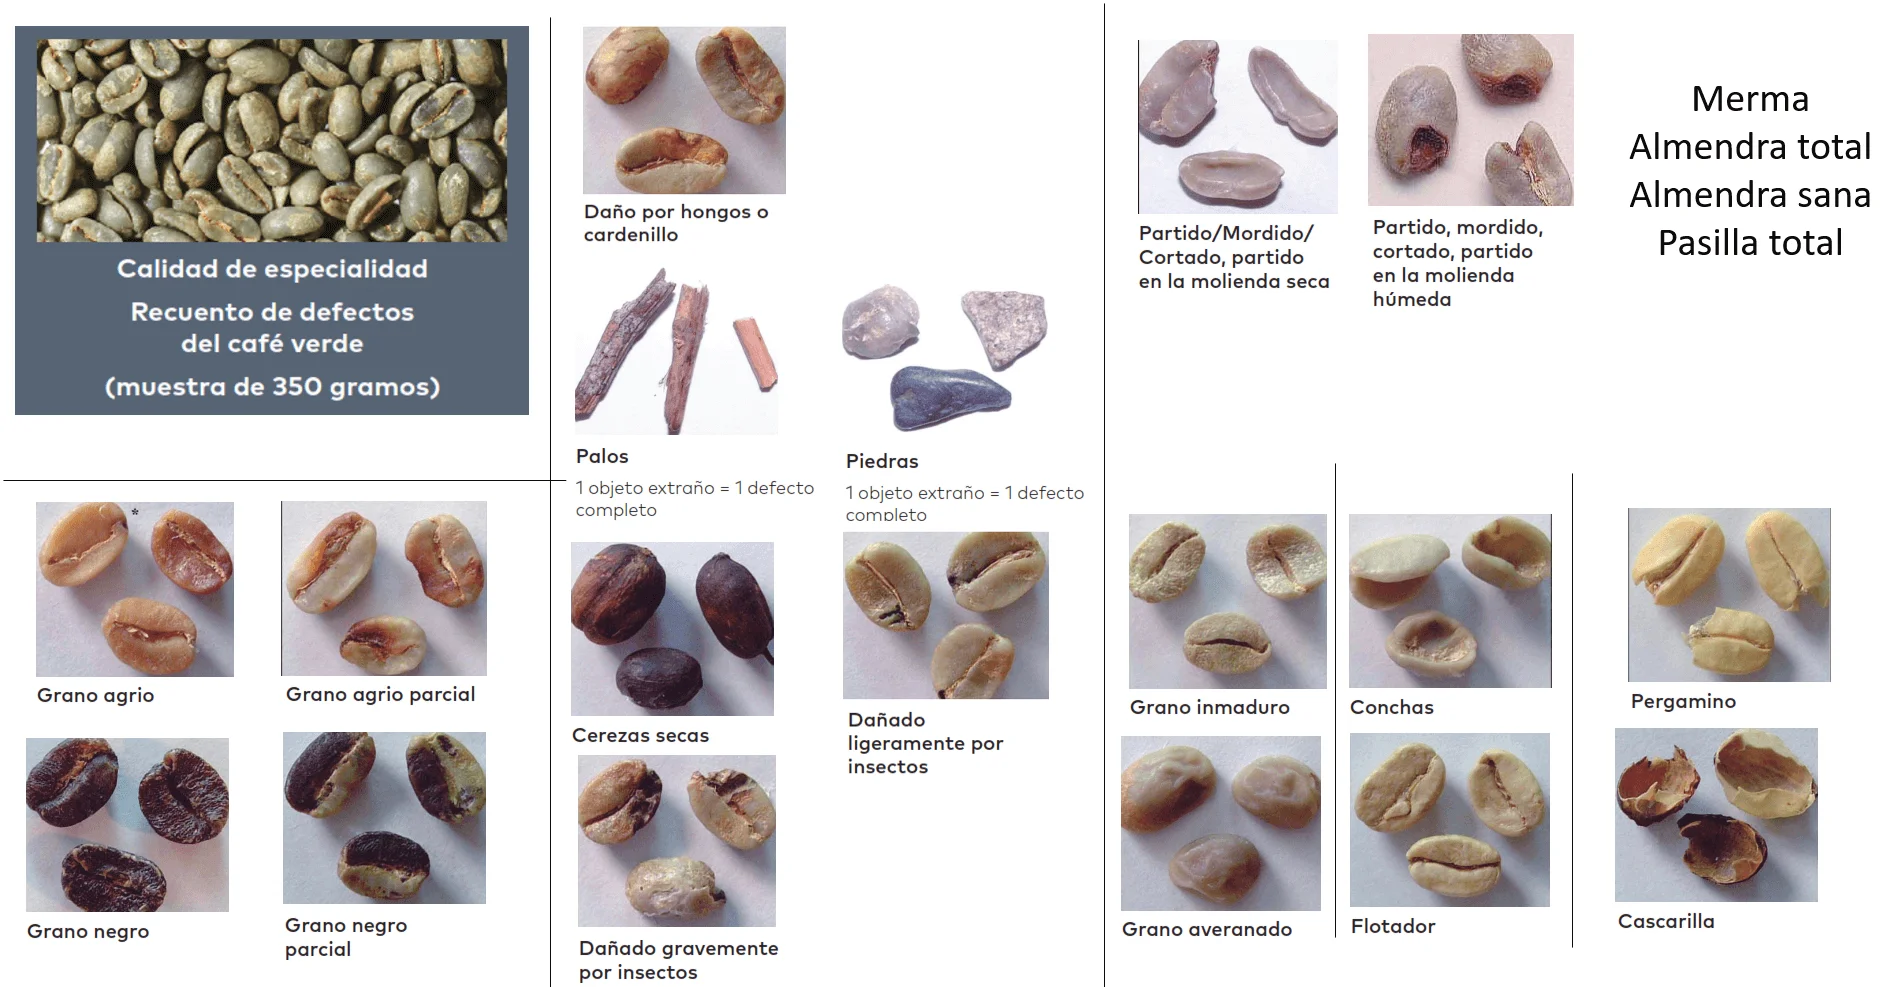 Calidad de especialidad
Recuento de defectos
del café verde
(muestra de 350 gramos)
Daño por hongos o
cardenillo
Palos
1 objeto extraño = 1 defecto
completo
Piedras
1 objeto extraño = 1 defecto
completo
Partido/Mordido/
Cortado, partido
en la molienda seca
Partido, mordido,
cortado, partido
en la molienda
húmeda
Merma
Almendra total
Almendra sana
Pasilla total
*
Grano agrio
Grano agrio parcial
Grano negro
Grano negro
parcial
Cerezas secas
Dañado
ligeramente por
insectos
Dañado gravemente
por insectos
Grano inmaduro
Conchas
Pergamino
Grano averanado
Flotador
Cascarilla